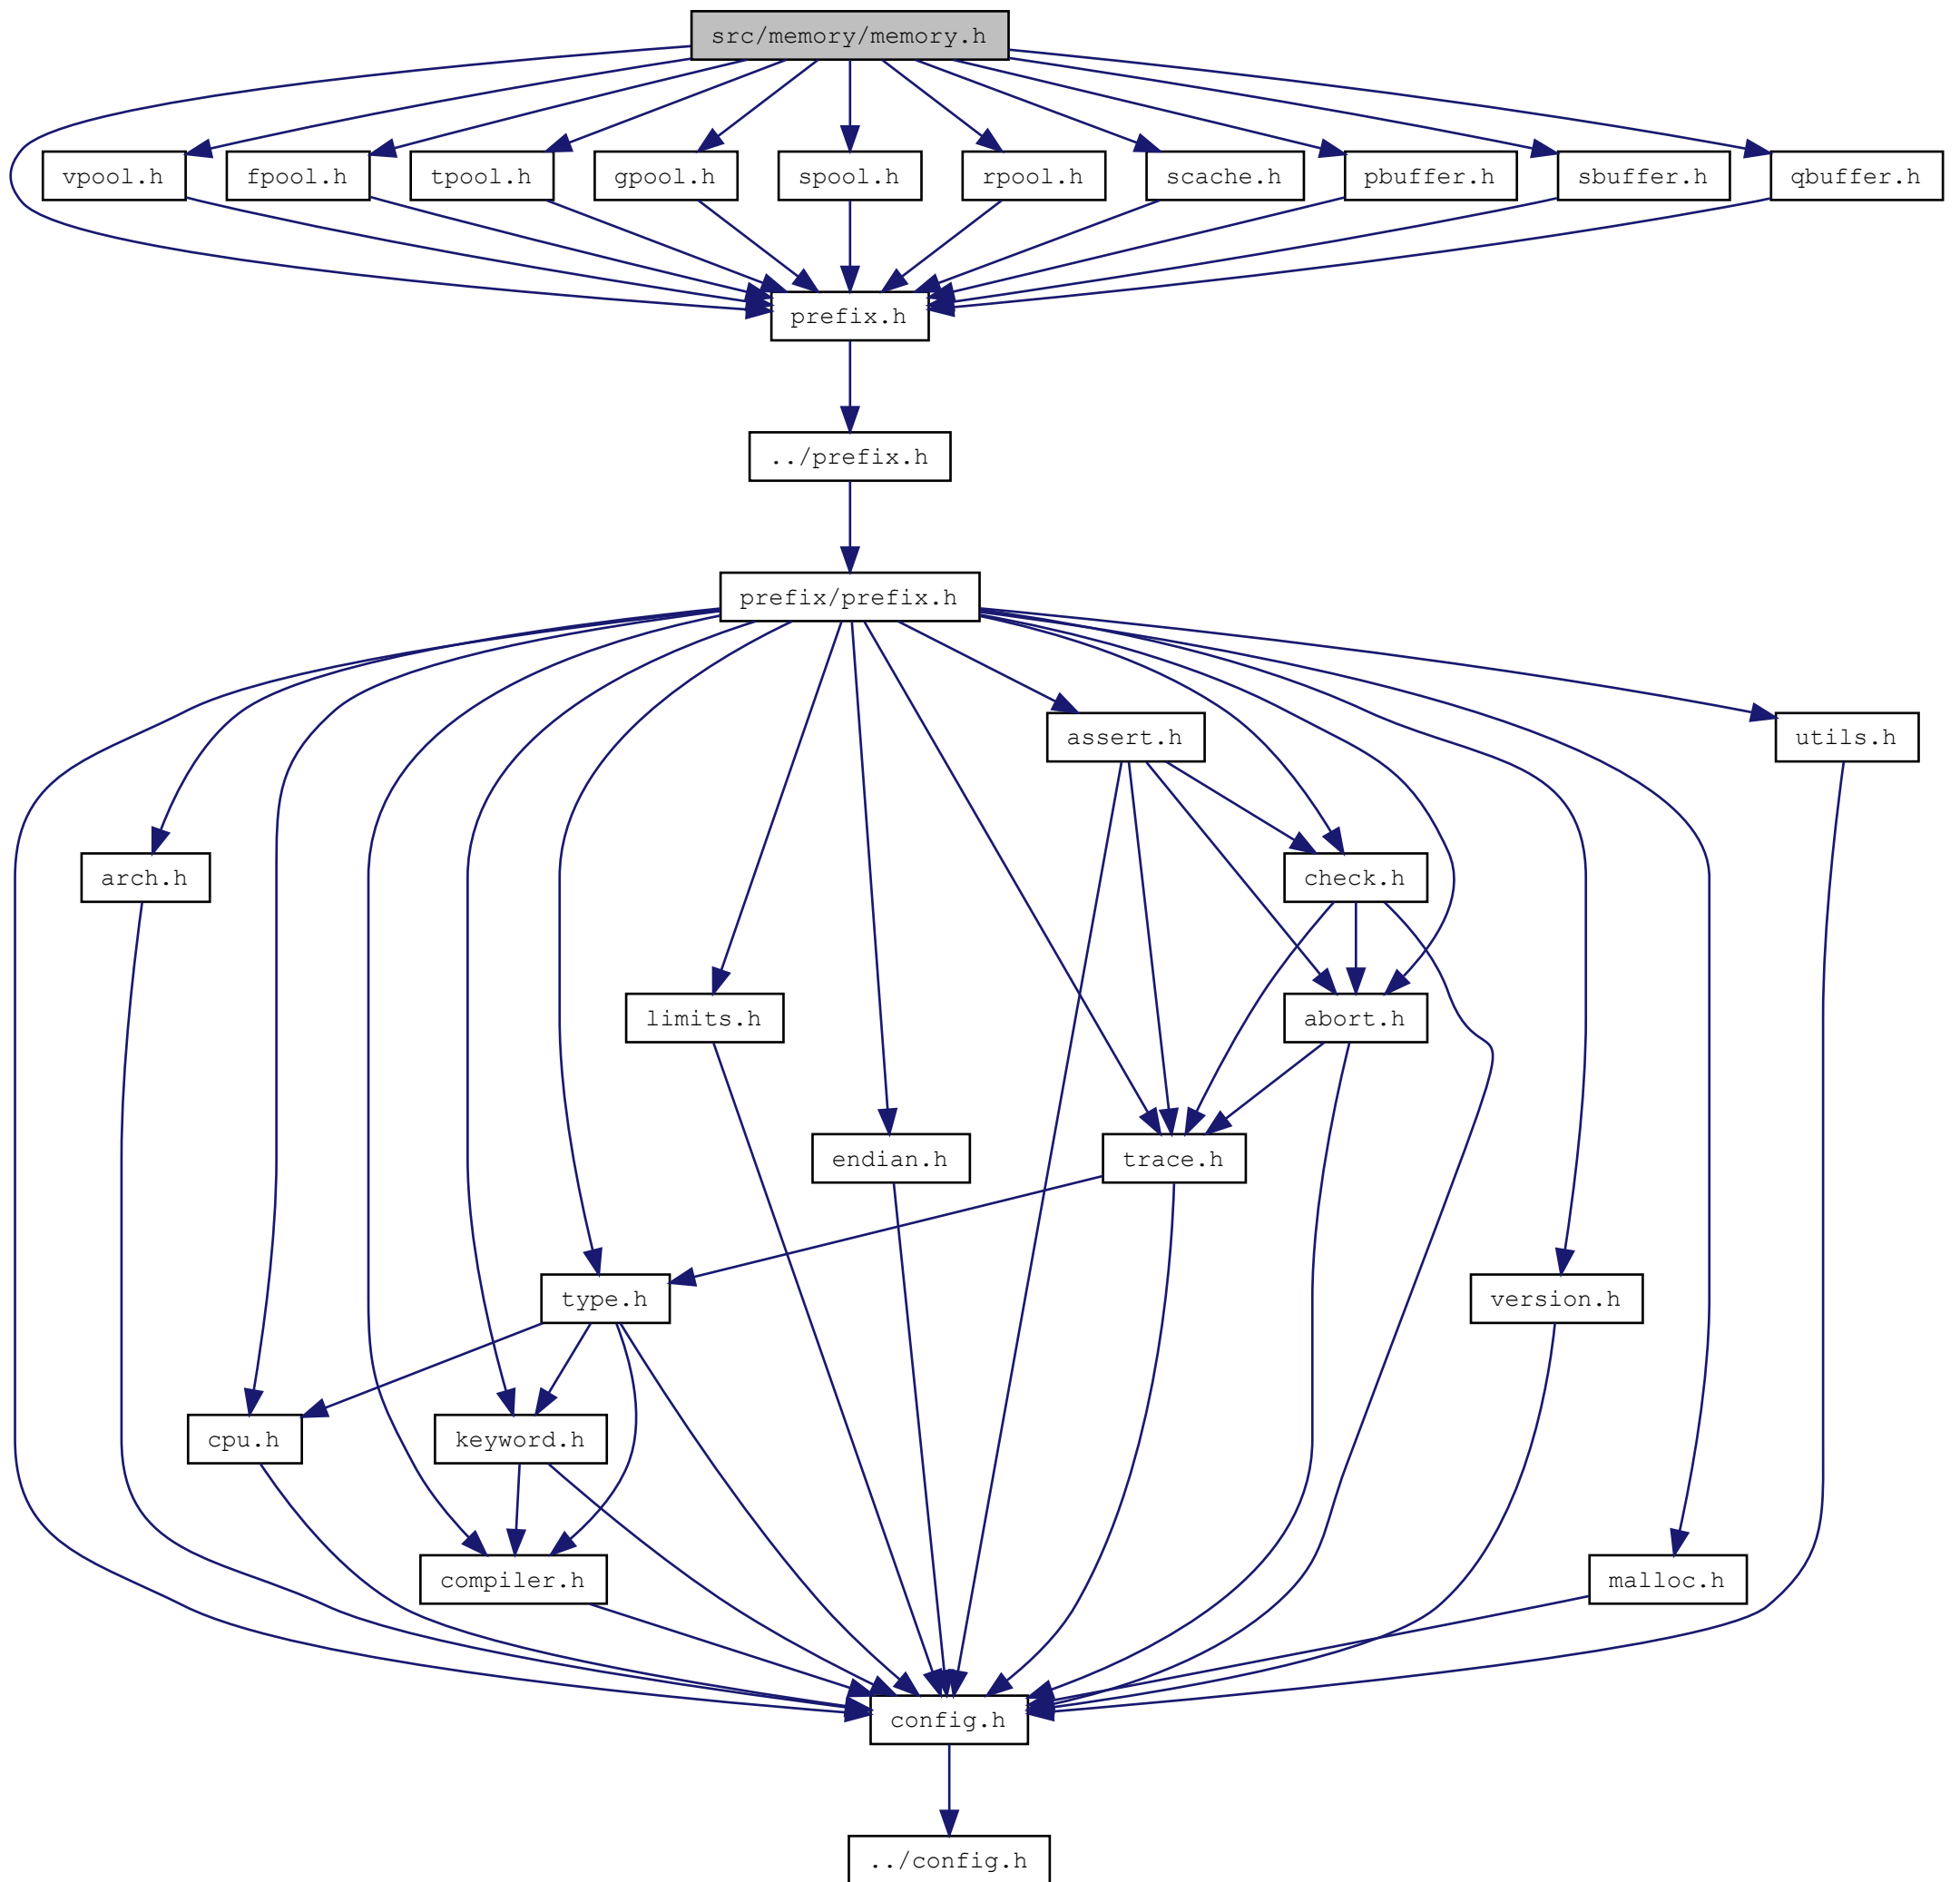 src/memory/memory.h
vpool.h
fpool.h
tpool.h
gpool.h
spool.h
rpool.h
scache.h
pbuffer.h
sbuffer.h
qbuffer.h
prefix.h
../prefix.h
prefix/prefix.h
assert.h
utils.h
arch.h
check.h
limits.h
abort.h
endian.h
trace.h
type.h
version.h
cpu.h
keyword.h
compiler.h
malloc.h
config.h
../config.h